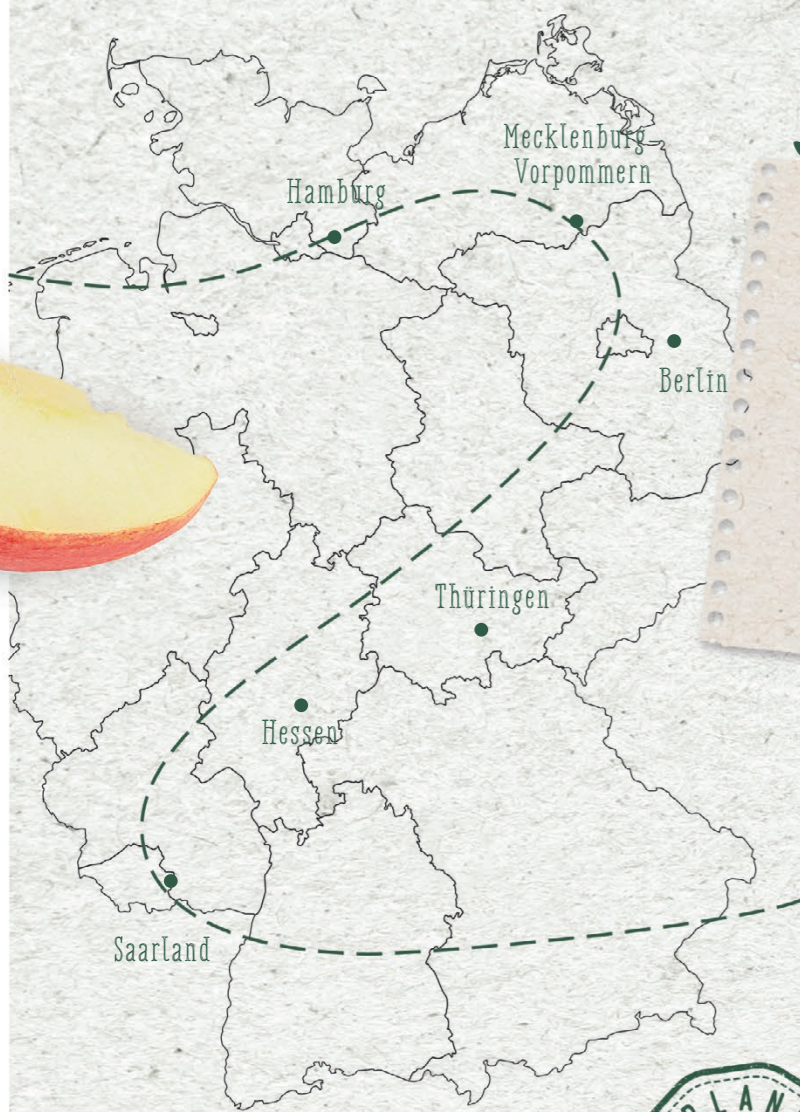 Mecklenburg
Vorpommern
Hamburg
Berlin
Thüringen
Hessen
Saarland